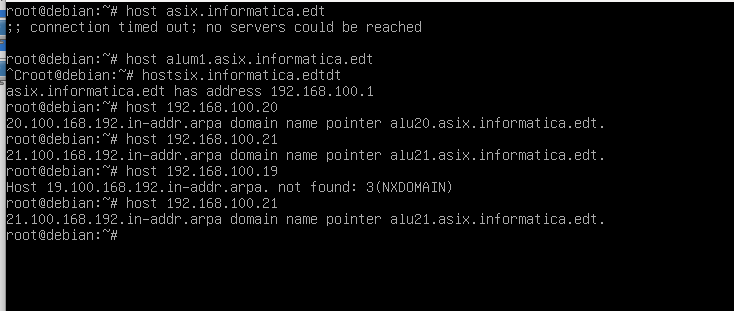 root@debian:~# host asix.informatica.edt
;; connection timed out; no servers could be reached
root@debian:~# host alum1.asix.informatica.edt
^Croot@debian:~# hostsix.informatica.edtdt
asix.informatica.edt has address 192.168.100.1
root@debian:~# host 192.168.100.20
20.100.168.192.in-addr.arpa domain name pointer alu20.asix.informatica.edt.
root@debian:~# host 192.168.100.21
21.100.168.192.in-addr.arpa domain name pointer alu21.asix.informatica.edt.
root@debian:~# host 192.168.100.19
Host 19.100.168.192.in-addr.arpa. not found: 3(NXDOMAIN)
root@debian:~# host 192.168.100.21
21.100.168.192.in-addr.arpa domain name pointer alu21.asix.informatica.edt.
root@debian:~#